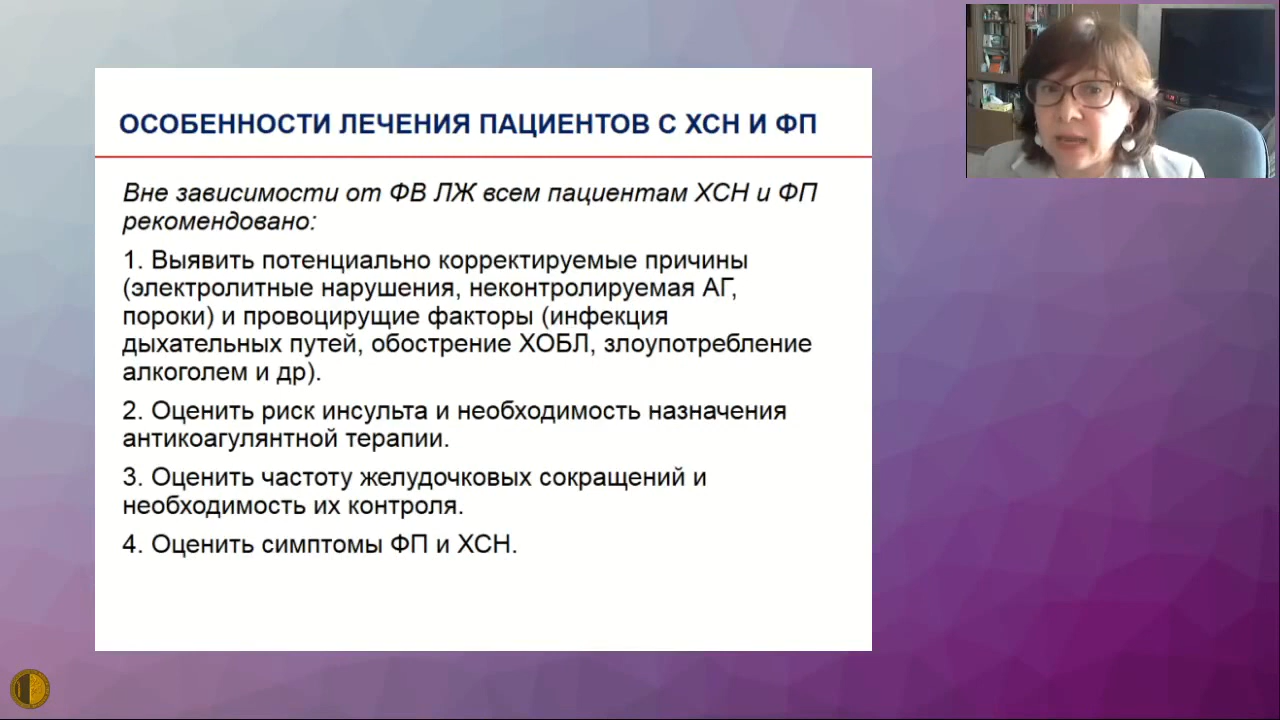 ОСОБЕННОСТИ ЛЕЧЕНИЯ ПАЦИЕНТОВ С ХСН И ФП
Вне зависимости от ФВ ЛЖ всем пациентам ХСН и ФП
рекомендовано:
1. Выявить потенциально корректируемые причины
(электролитные нарушения, неконтролируемая АГ,
пороки) и провоцирущие факторы (инфекция
дыхательных путей, обострение ХОБЛ, злоупотребление
алкоголем и др).
2. Оценить риск инсульта и необходимость назначения
антикоагулянтной терапии.
3. Оценить частоту желудочковых сокращений и
необходимость их контроля.
4. Оценить симптомы ФП и ХСН.